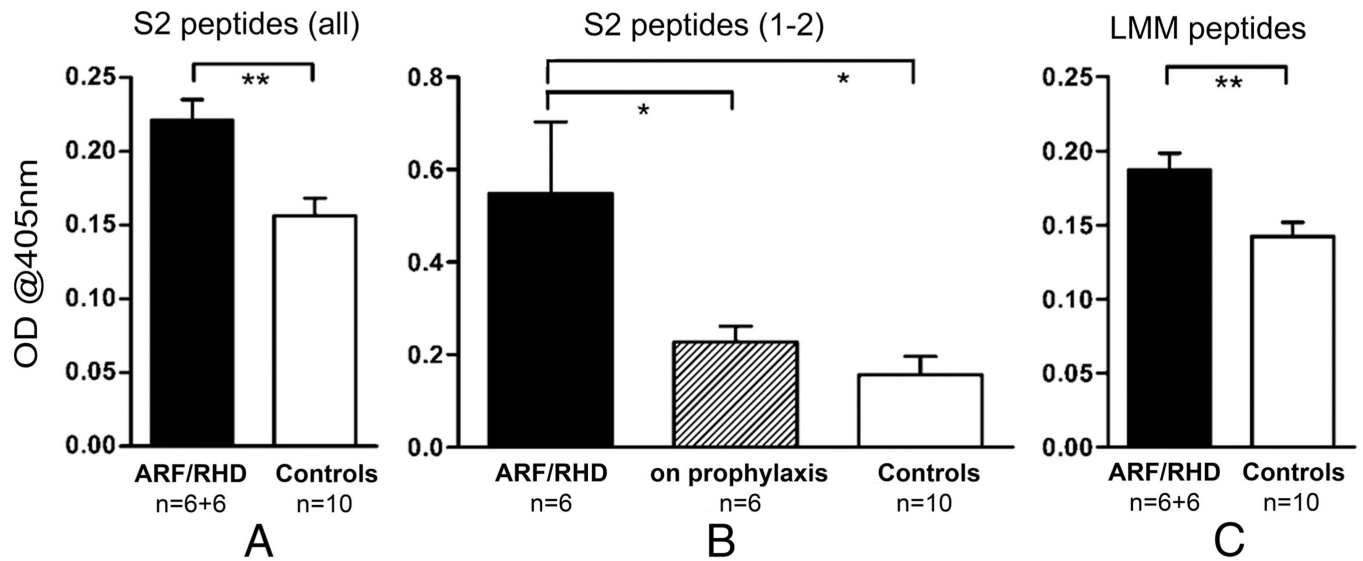 S2 peptides (all)
**
OD @405nm
0.25
0.20
0.15
0.10
0.05
0.00
ARF/RHD
n=6+6
Controls
n=10
A
S2 peptides (1-2)
*
*
0.8
0.6
0.4
0.2
0.0
ARF/RHD
n=6
on prophylaxis
n=6
Controls
n=10
B
LMM peptides
**
0.25
0.20
0.15
0.10
0.05
0.00
ARF/RHD
n=6+6
Controls
n=10
C